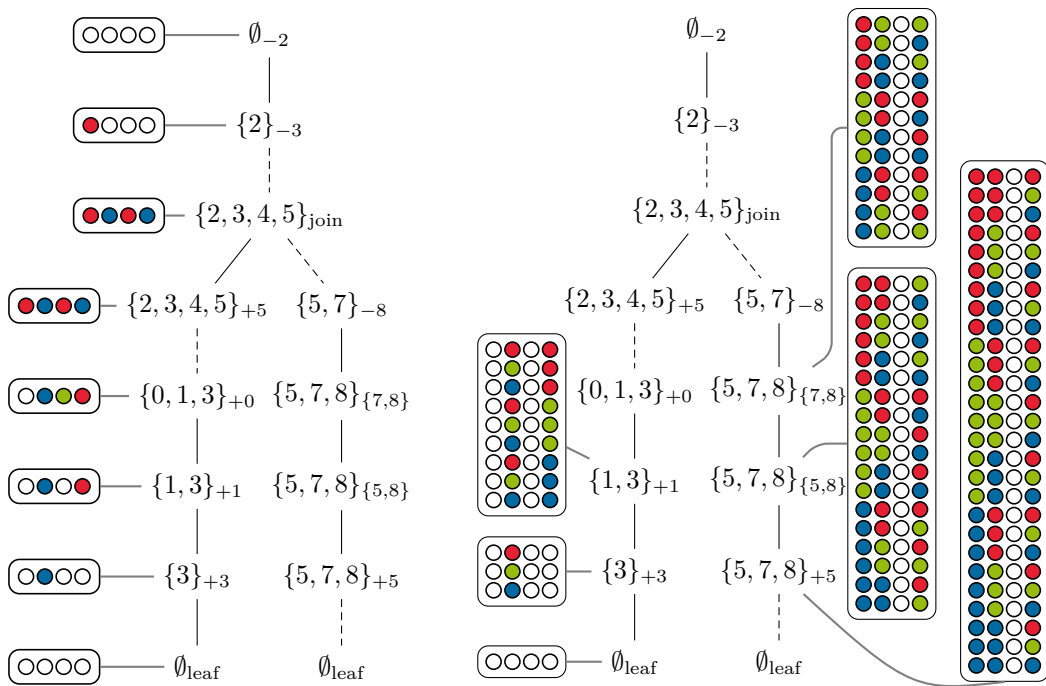 ∅₋₂
{2}₋₃
{2, 3, 4, 5}join
{2, 3, 4, 5}₊₅ {5, 7}₋₈
{0, 1, 3}₊₀ {5, 7, 8}{7,8}
{1, 3}₊₁ {5, 7, 8}{5,8}
{3}₊₃ {5, 7, 8}₊₅
∅leaf ∅leaf
∅₋₂
{2}₋₃
{2, 3, 4, 5}join
{2, 3, 4, 5}₊₅ {5, 7}₋₈
{0, 1, 3}₊₀ {5, 7, 8}{7,8}
{1, 3}₊₁ {5, 7, 8}{5,8}
{3}₊₃ {5, 7, 8}₊₅
∅leaf ∅leaf